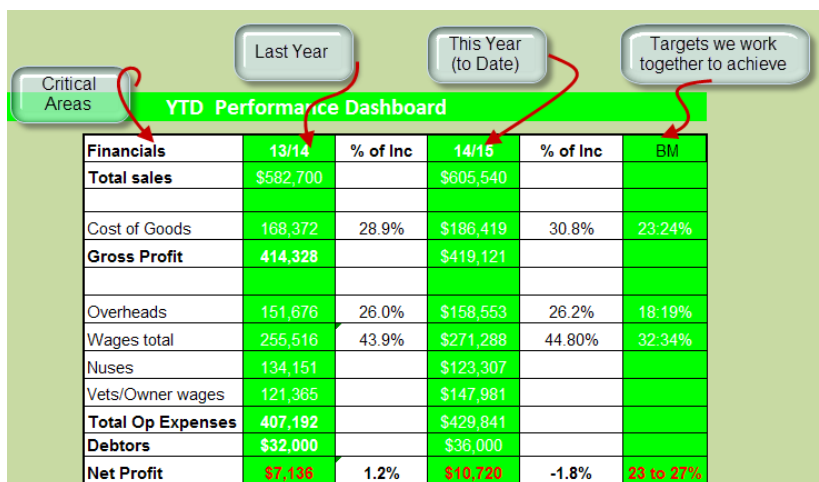 Last Year
This Year
(to Date)
Targets we work
together to achieve
Critical
Areas
YTD Performance Dashboard
Financials 13/14 % of Inc 14/15 % of Inc BM
Total sales $582,700 $605,540
Cost of Goods 168,372 28.9% $186,419 30.8% 23:24%
Gross Profit 414,328 $419,121
Overheads 151,676 26.0% $158,553 26.2% 18:19%
Wages total 255,516 43.9% $271,288 44.80% 32:34%
Nuses 134,151 $123,307
Vets/Owner wages 121,365 $147,981
Total Op Expenses 407,192 $429,841
Debtors $32,000 $36,000
Net Profit $7,136 1.2% $10,720 -1.8% 23 to 27%